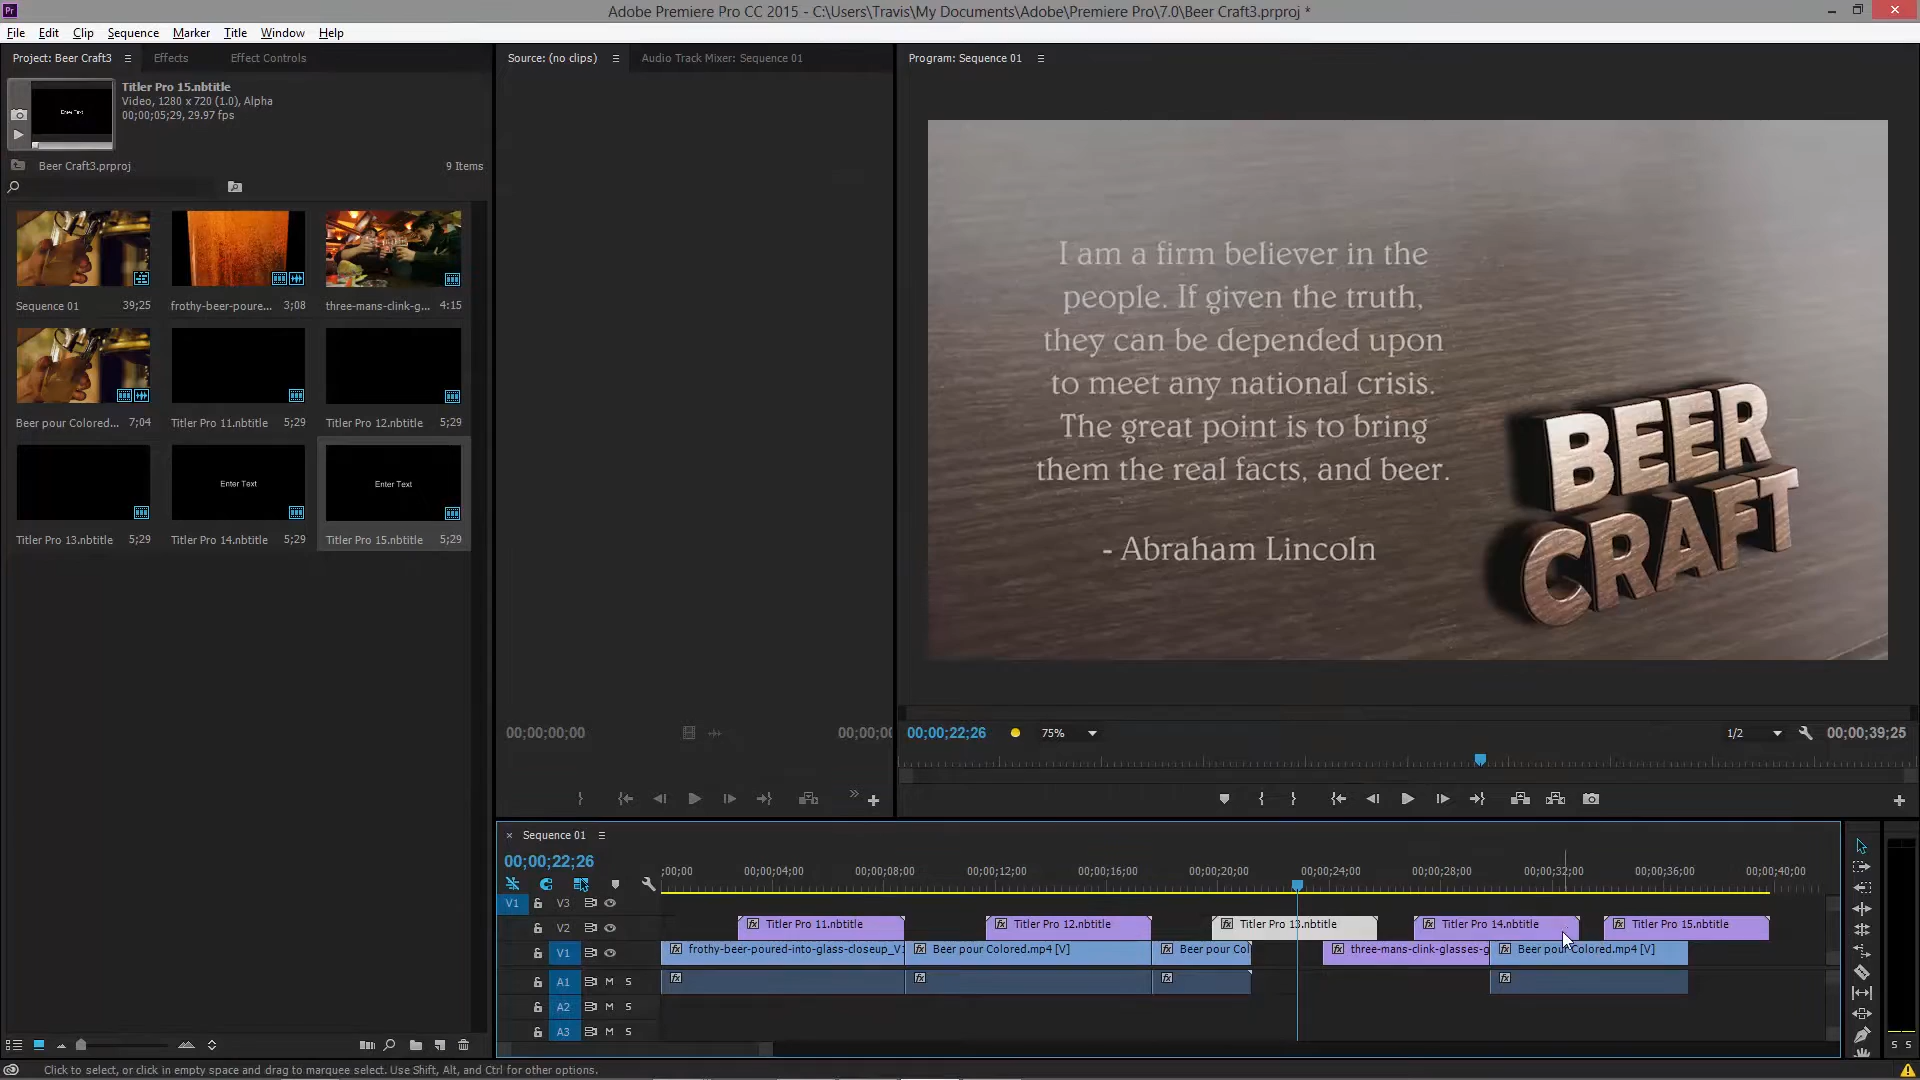 Adobe Premiere Pro CC 2015 - C:\Users\Travis\My Documents\Adobe\Premiere Pro\7.0\Beer Craft3.prproj *
File Edit Clip Sequence Marker Title Window Help
Project: Beer Craft3 Effects Effect Controls
Source: (no clips) Audio Track Mixer: Sequence 01
Program: Sequence 01
Titler Pro 15.nbtitle
Video, 1280 x 720 (1.0), Alpha
00;00;05;29, 29.97 fps
Enter Text
Beer Craft3.prproj 9 Items
Sequence 01 39;25 frothy-beer-poure... 3;08 three-mans-clink-g... 4:15
Beer pour Colored... 7;04 Titler Pro 11.nbtitle 5;29 Titler Pro 12.nbtitle 5;29
Enter Text Enter Text
Titler Pro 13.nbtitle 5;29 Titler Pro 14.nbtitle 5;29 Titler Pro 15.nbtitle 5;29
I am a firm believer in the
people. If given the truth,
they can be depended upon
to meet any national crisis.
The great point is to bring
them the real facts, and beer.
- Abraham Lincoln
BEER
CRAFT
00;00;00;00 00;00;0
00;00;22;26 75% 1/2 00;00;39;25
Sequence 01
00;00;22;26
;00;00 00;00;04;00 00;00;08;00 00;00;12;00 00;00;16;00 00;00;20;00 00;00;24;00 00;00;28;00 00;00;32;00 00;00;36;00 00;00;40;00
V1 V3
V2 Titler Pro 11.nbtitle Titler Pro 12.nbtitle Titler Pro 13.nbtitle Titler Pro 14.nbtitle Titler Pro 15.nbtitle
V1 frothy-beer-poured-into-glass-closeup_V1 Beer pour Colored.mp4 [V] Beer pour Col three-mans-clink-glasses-g Beer pour Colored.mp4 [V]
A1 M S
A2 M S
A3 M S
S S
Click to select, or click in empty space and drag to marquee select. Use Shift, Alt, and Ctrl for other options.